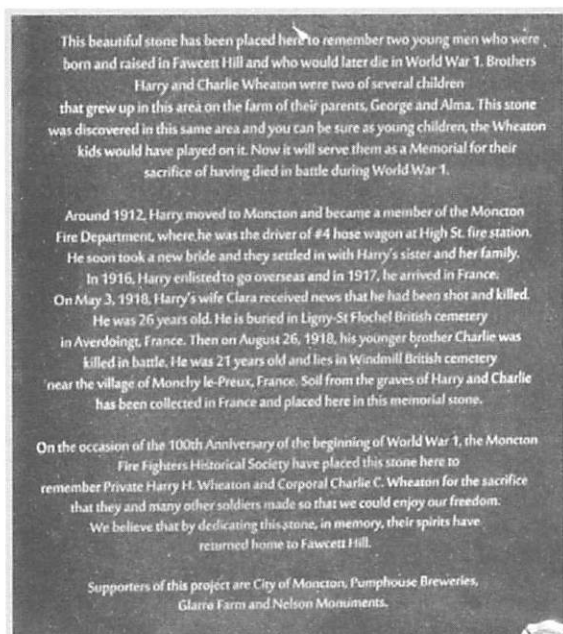 This beautiful stone has been placed here to remember two young men who were
born and raised in Fawcett Hill and who would later die in World War 1. Brothers
Harry and Charlie Wheaton were two of several children
that grew up in this area on the farm of their parents, George and Alma. This stone
was discovered in this same area and you can be sure as young children, the Wheaton
kids would have played on it. Now it will serve them as a Memorial for their
sacrifice of having died in battle during World War 1.
Around 1912, Harry moved to Moncton and became a member of the Moncton
Fire Department, where he was the driver of #4 hose wagon at High St. fire station.
He soon took a new bride and they settled in with Harry's sister and her family.
In 1916, Harry enlisted to go overseas and in 1917, he arrived in France.
On May 3, 1918, Harry's wife Clara received news that he had been shot and killed.
He was 26 years old. He is buried in Ligny-St Flochel British cemetery
in Averdoingt, France. Then on August 26, 1918, his younger brother Charlie was
killed in battle. He was 21 years old and lies in Windmill British cemetery
near the village of Monchy le-Preux, France. Soil from the graves of Harry and Charlie
has been collected in France and placed here in this memorial stone.
On the occasion of the 100th Anniversary of the beginning of World War 1, the Moncton
Fire Fighters Historical Society have placed this stone here to
remember Private Harry H. Wheaton and Corporal Charlie C. Wheaton for the sacrifice
that they and many other soldiers made so that we could enjoy our freedom.
We believe that by dedicating this stone, in memory, their spirits have
returned home to Fawcett Hill.
Supporters of this project are City of Moncton, Pumphouse Breweries,
Glarro Farm and Nelson Monuments.